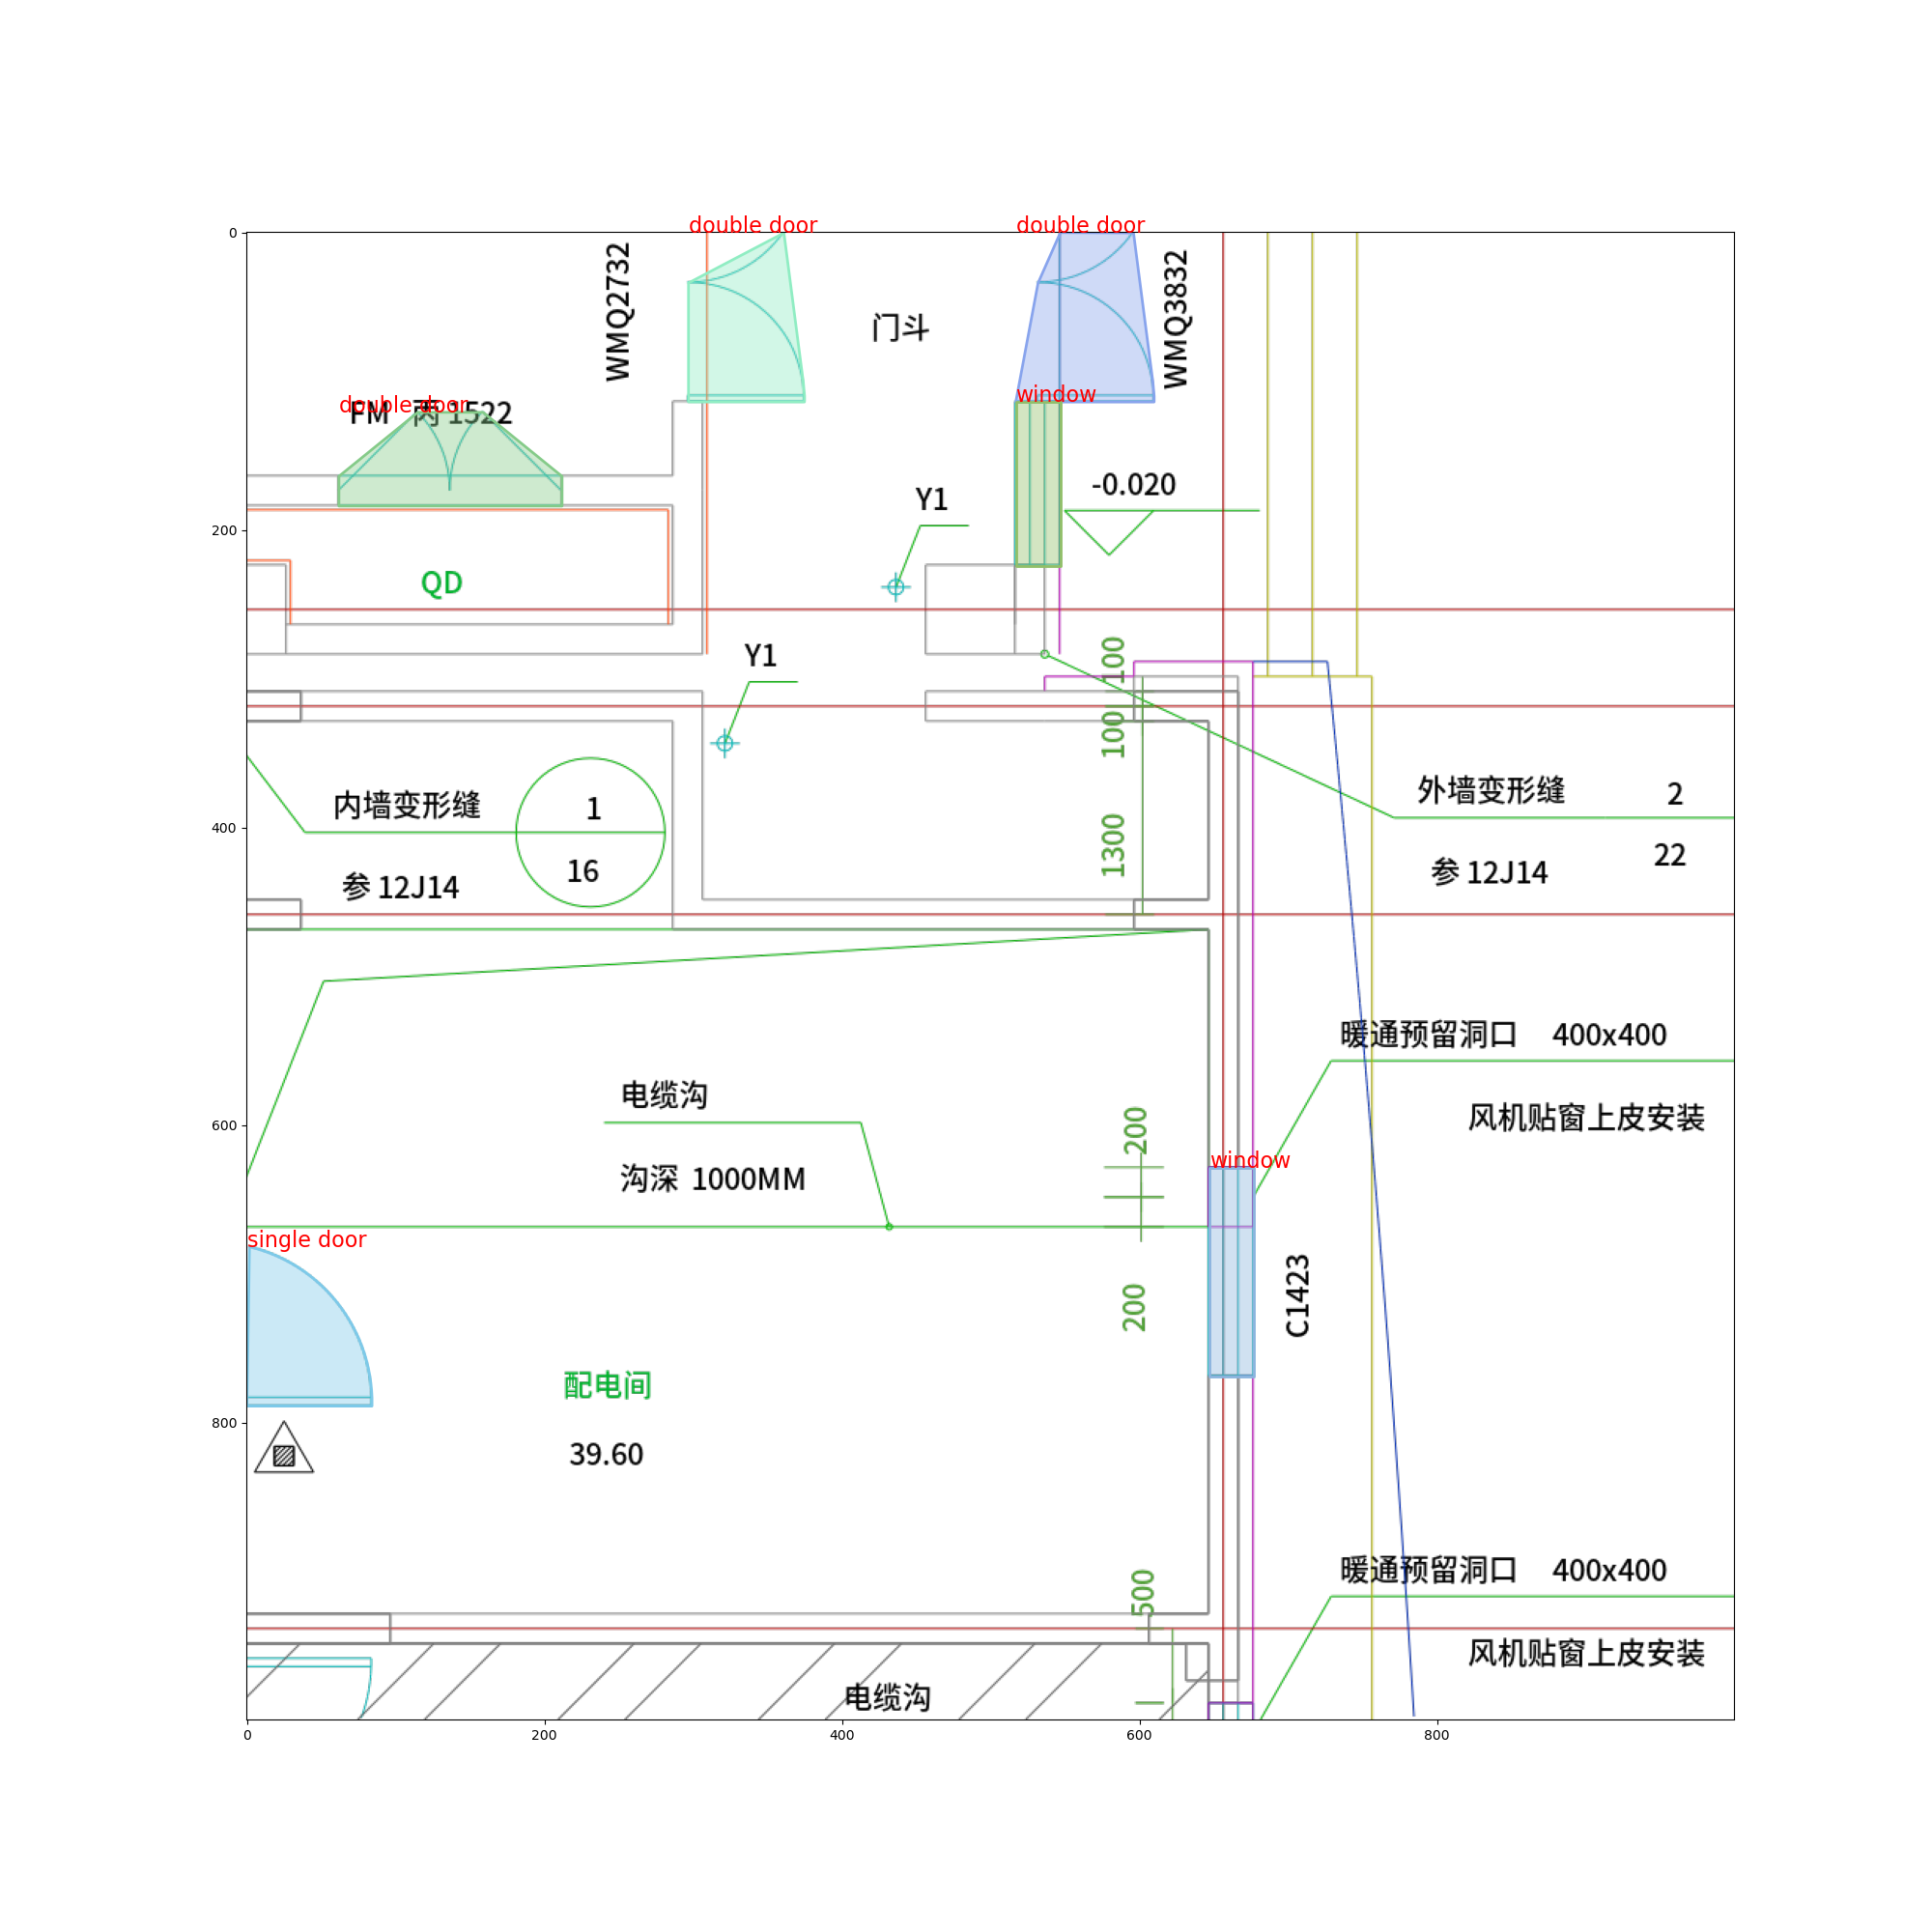 double door
double door
WMQ2732
门斗
WMQ3832
double door
FM 丙 1522
window
-0.020
Y1
QD
Y1
100
100
1300
内墙变形缝
1
16
参 12J14
外墙变形缝
2
22
参 12J14
暖通预留洞口 400x400
风机贴窗上皮安装
电缆沟
沟深 1000MM
200
window
single door
200
C1423
配电间
39.60
500
暖通预留洞口 400x400
风机贴窗上皮安装
电缆沟
0
200
400
600
800
0
200
400
600
800